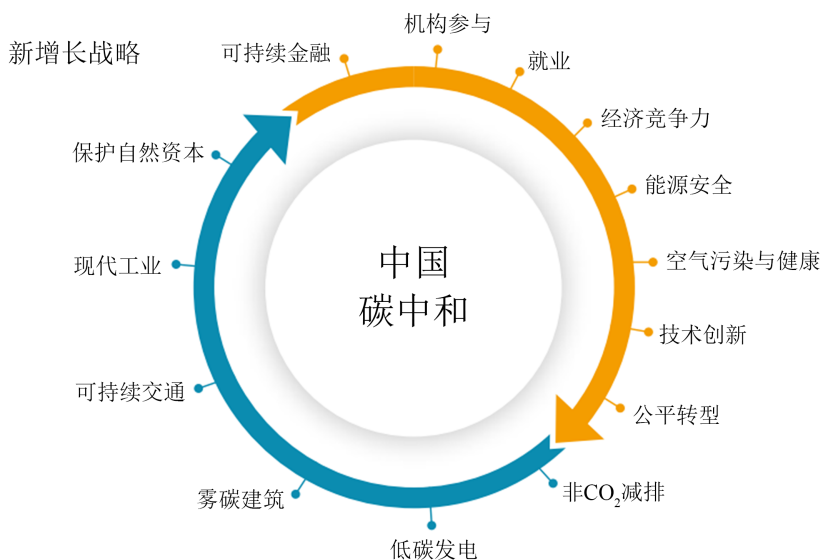 新增长战略
可持续金融
机构参与
就业
经济竞争力
能源安全
空气污染与健康
技术创新
公平转型
非CO₂减排
低碳发电
雾碳建筑
可持续交通
现代工业
保护自然资本
中国
碳中和